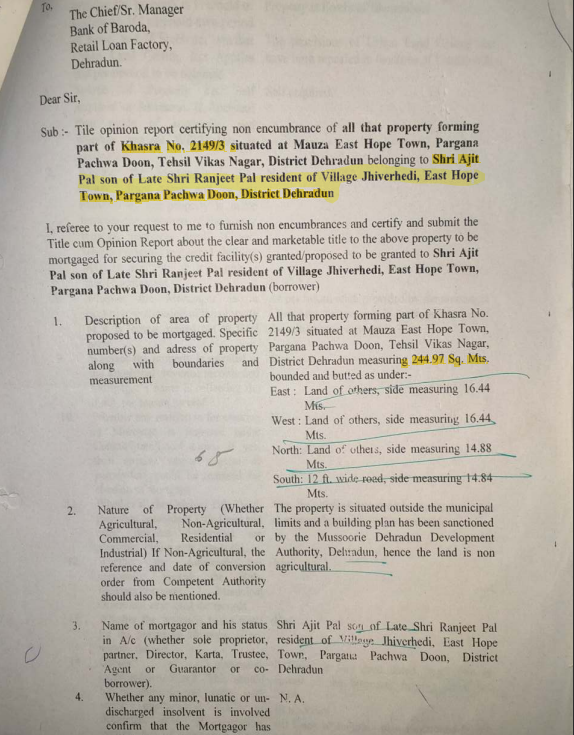 To,
The Chief/Sr. Manager
Bank of Baroda,
Retail Loan Factory,
Dehradun.
Dear Sir,
Sub :- Tile opinion report certifying non encumbrance of all that property forming
part of Khasra No. 2149/3 situated at Mauza East Hope Town, Pargana
Pachwa Doon, Tehsil Vikas Nagar, District Dehradun belonging to Shri Ajit
Pal son of Late Shri Ranjeet Pal resident of Village Jhiverhedi, East Hope
Town, Pargana Pachwa Doon, District Dehradun
I, referee to your request to me to furnish non encumbrances and certify and submit the
Title cum Opinion Report about the clear and marketable title to the above property to be
mortgaged for securing the credit facility(s) granted/proposed to be granted to Shri Ajit
Pal son of Late Shri Ranjeet Pal resident of Village Jhiverhedi, East Hope Town,
Pargana Pachwa Doon, District Dehradun (borrower)
1. Description of area of property
proposed to be mortgaged. Specific
number(s) and adress of property
along with boundaries and
measurement
All that property forming part of Khasra No.
2149/3 situated at Mauza East Hope Town,
Pargana Pachwa Doon, Tehsil Vikas Nagar,
District Dehradun measuring 244.97 Sq. Mts.
bounded and butted as under:-
East : Land of others, side measuring 16.44
Mts.
West : Land of others, side measuring 16.44
Mts.
North: Land of others, side measuring 14.88
Mts.
South: 12 ft. wide road, side measuring 14.84
Mts.
68
2. Nature of Property (Whether
Agricultural, Non-Agricultural,
Commercial, Residential or
Industrial) If Non-Agricultural, the
reference and date of conversion
order from Competent Authority
should also be mentioned.
The property is situated outside the municipal
limits and a building plan has been sanctioned
by the Mussoorie Dehradun Development
Authority, Dehradun, hence the land is non
agricultural.
3. Name of mortgagor and his status
in A/c (whether sole proprietor,
partner, Director, Karta, Trustee,
Agent or Guarantor or co-
borrower).
Shri Ajit Pal son of Late Shri Ranjeet Pal
resident of Village Jhiverhedi, East Hope
Town, Pargana Pachwa Doon, District
Dehradun
4. Whether any minor, lunatic or un-
discharged insolvent is involved
confirm that the Mortgagor has
N. A.